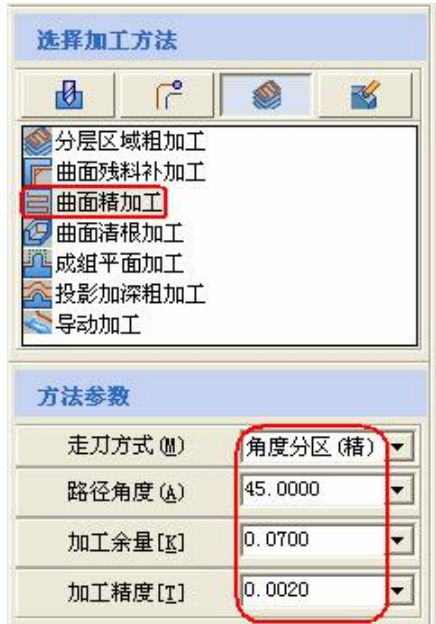 选择加工方法
分层区域粗加工
曲面残料补加工
曲面精加工
曲面清根加工
成组平面加工
投影加深粗加工
导动加工
方法参数
走刀方式(M) 角度分区(精)
路径角度(A) 45.0000
加工余量[K] 0.0700
加工精度[T] 0.0020